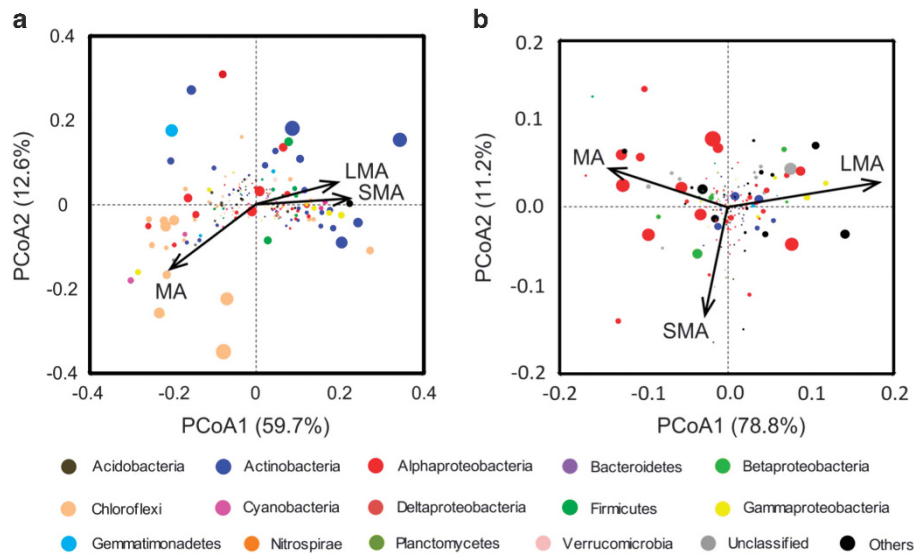 a
0.4
0.2
0
-0.2
-0.4
PCoA2 (12.6%)
LMA
SMA
MA
-0.4 -0.2 0 0.2 0.4
PCoA1 (59.7%)
b
0.2
0.1
0.0
-0.1
-0.2
PCoA2 (11.2%)
MA
LMA
SMA
-0.2 -0.1 0.0 0.1 0.2
PCoA1 (78.8%)
Acidobacteria Actinobacteria Alphaproteobacteria Bacteroidetes Betaproteobacteria
Chloroflexi Cyanobacteria Deltaproteobacteria Firmicutes Gammaproteobacteria
Gemmatimonadetes Nitrospirae Planctomycetes Verrucomicrobia Unclassified Others